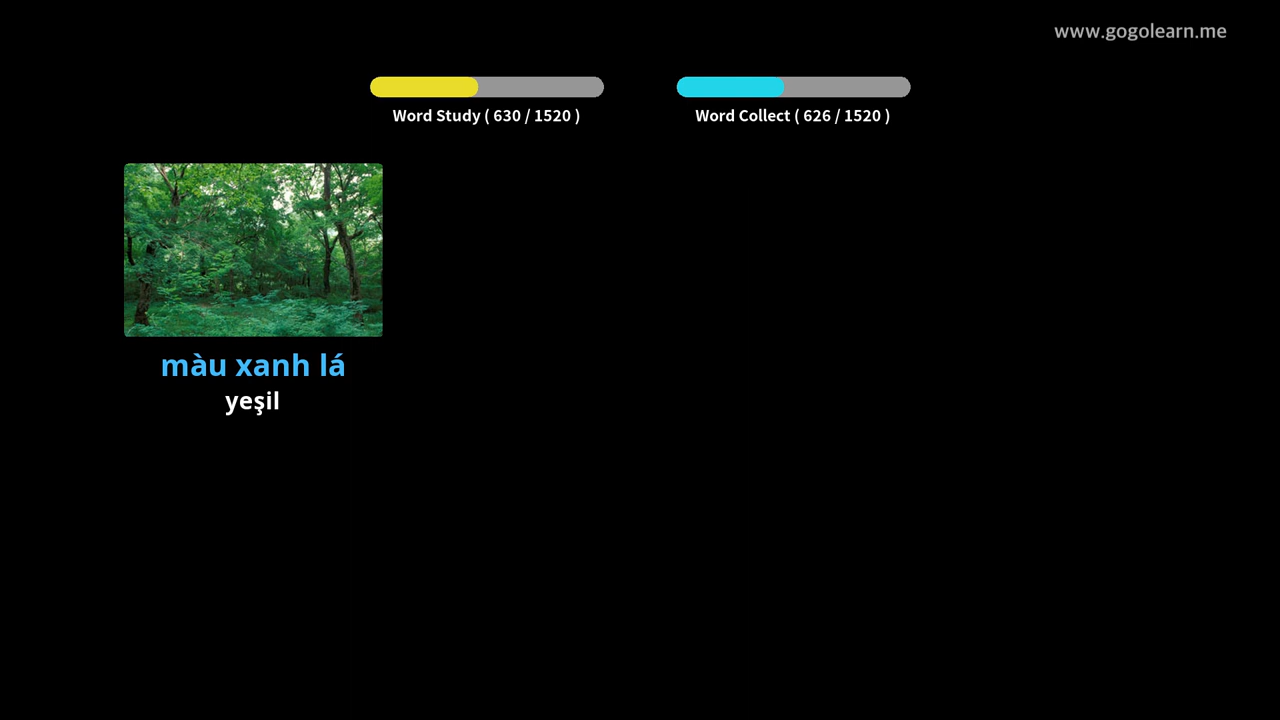 www.gogolearn.me
Word Study ( 630 / 1520 )
Word Collect ( 626 / 1520 )
màu xanh lá
yeşil